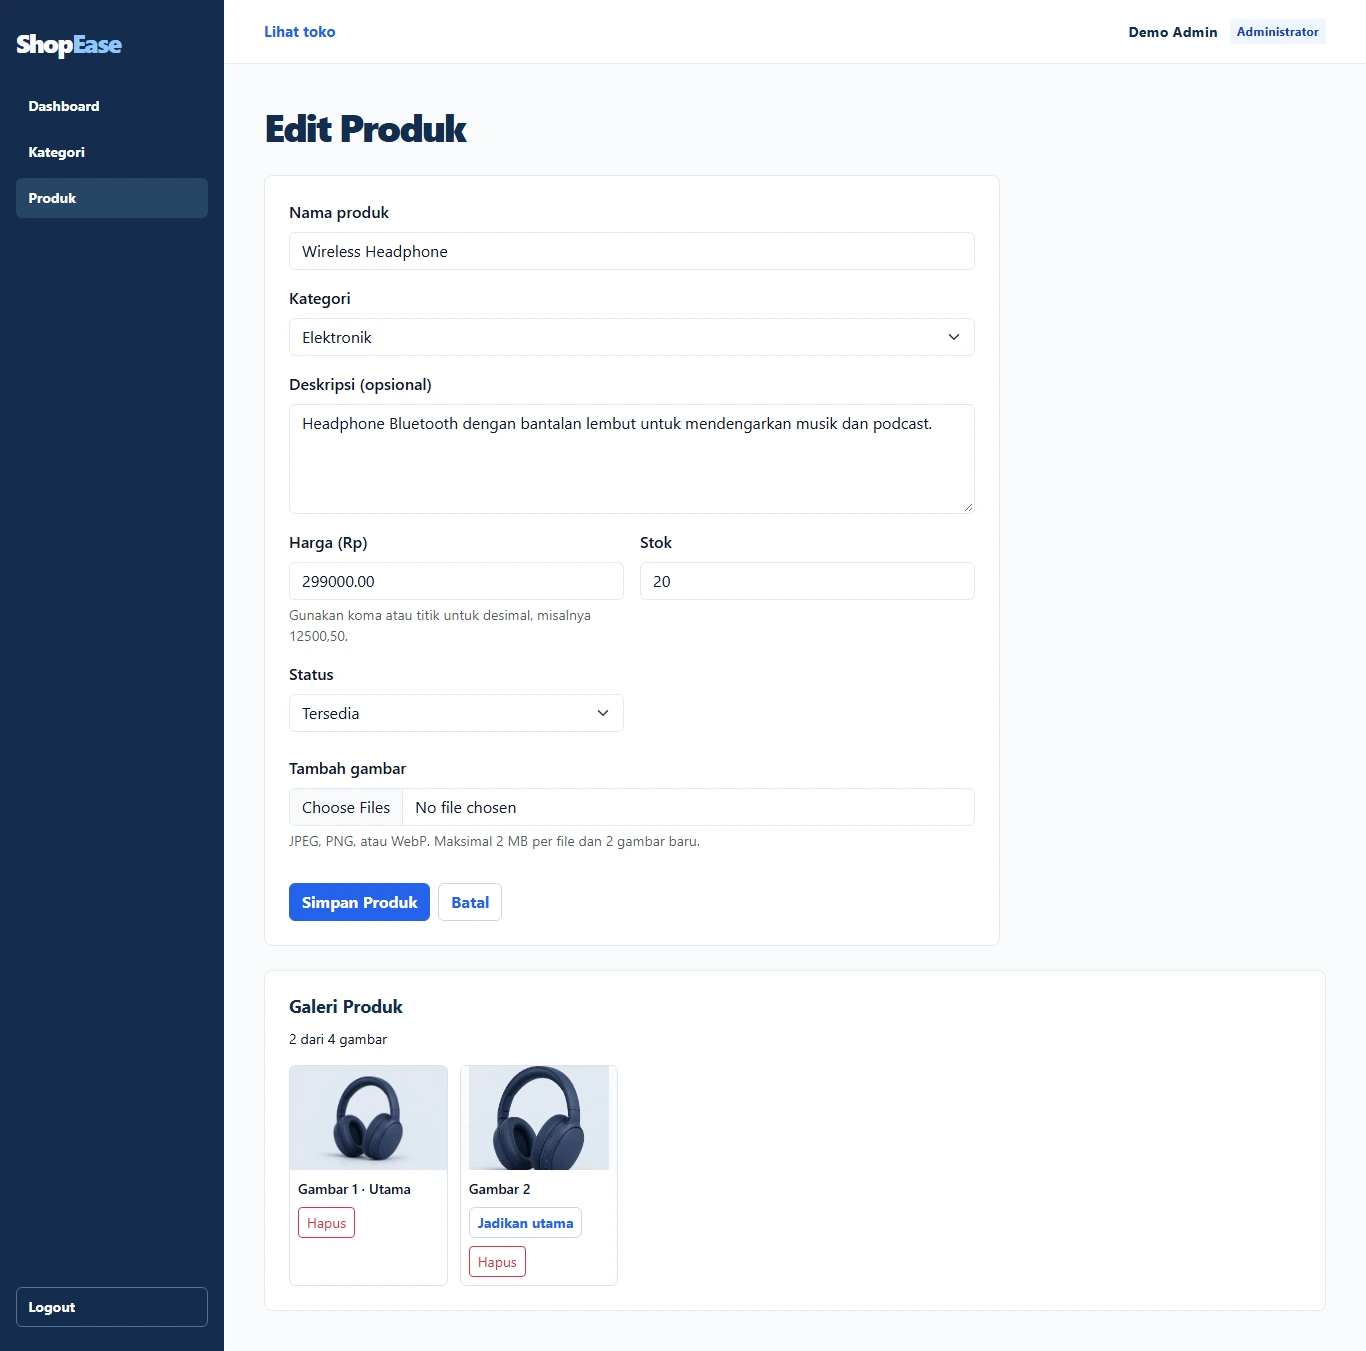 ShopEase
Dashboard
Kategori
Produk
Logout
Lihat toko
Demo Admin
Administrator
Edit Produk
Nama produk
Wireless Headphone
Kategori
Elektronik
Deskripsi (opsional)
Headphone Bluetooth dengan bantalan lembut untuk mendengarkan musik dan podcast.
Harga (Rp)
299000.00
Gunakan koma atau titik untuk desimal, misalnya
12500,50.
Stok
20
Status
Tersedia
Tambah gambar
Choose Files No file chosen
JPEG, PNG, atau WebP. Maksimal 2 MB per file dan 2 gambar baru.
Simpan Produk
Batal
Galeri Produk
2 dari 4 gambar
Gambar 1 · Utama
Hapus
Gambar 2
Jadikan utama
Hapus